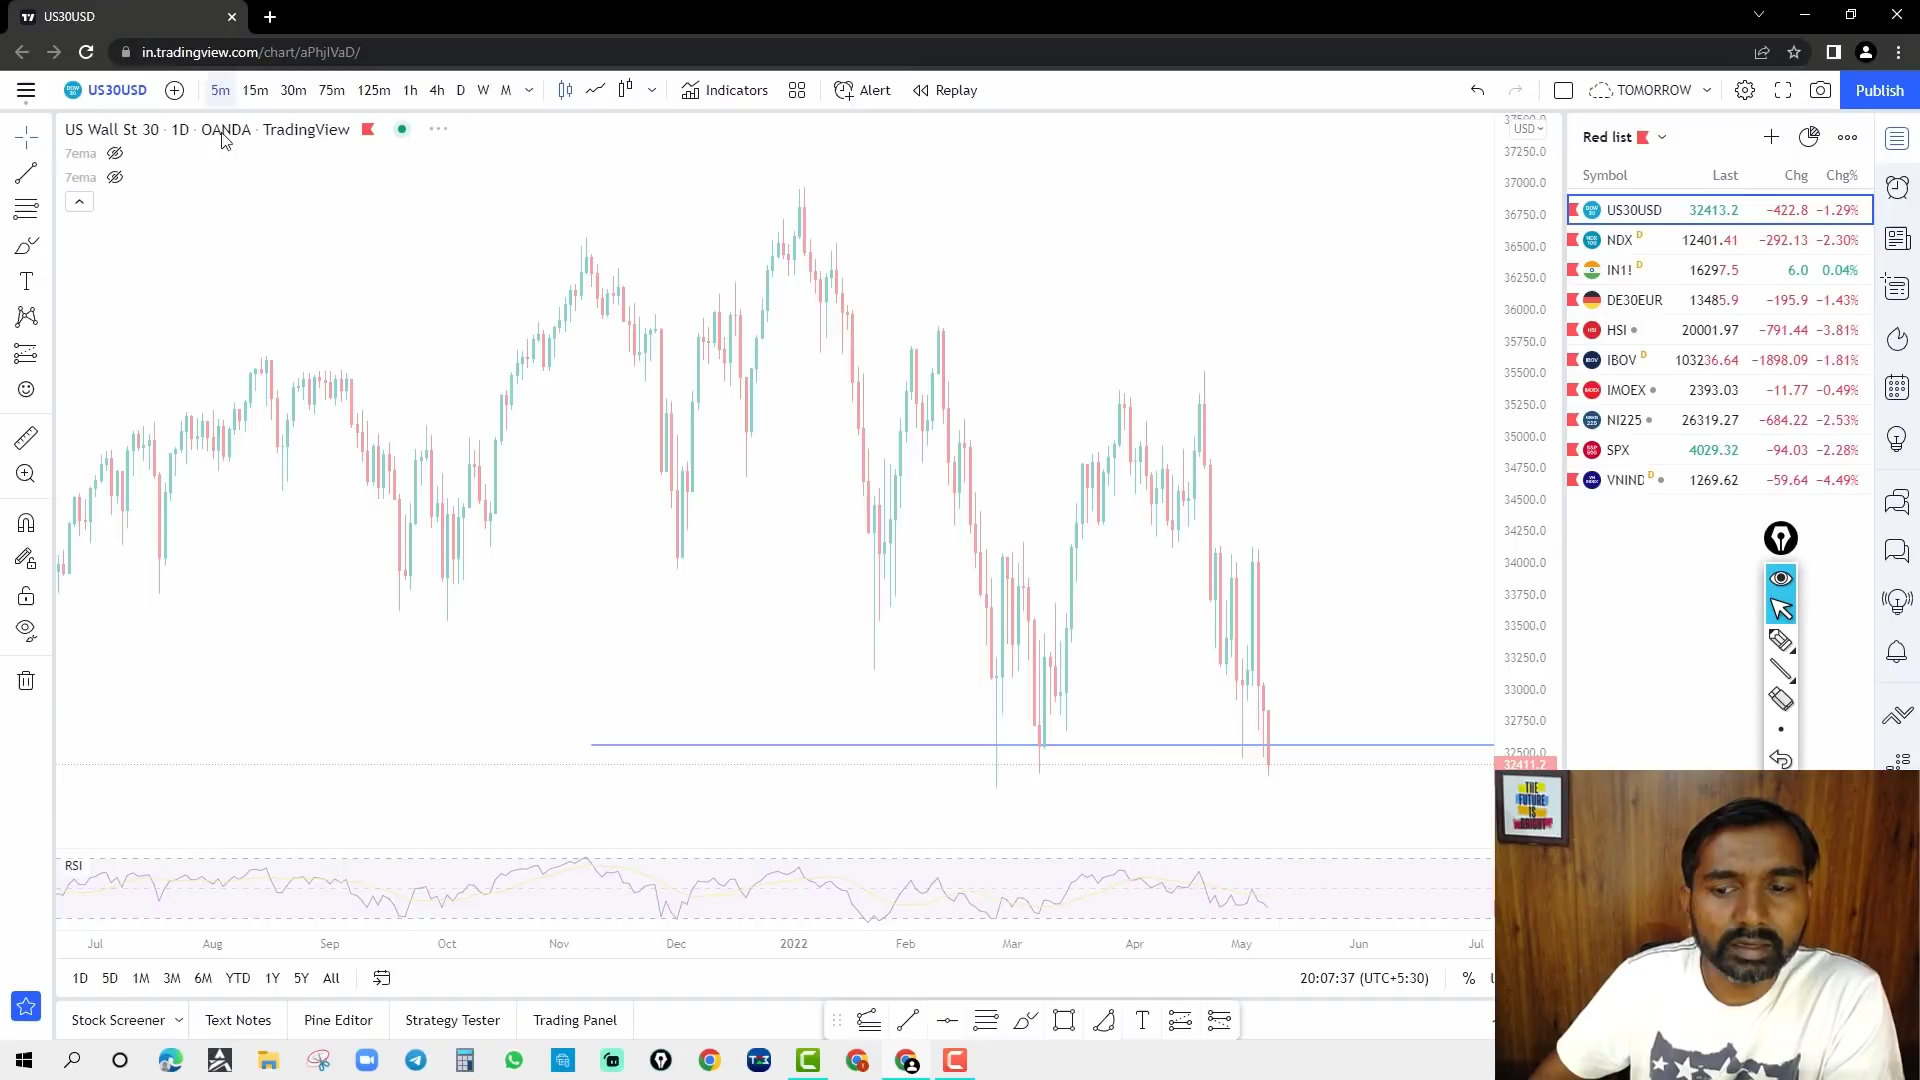 US30USD
in.tradingview.com/chart/aPhjlVaD/
US30USD 5m 15m 30m 75m 125m 1h 4h D W M Indicators Alert Replay TOMORROW Publish
US Wall St 30 · 1D · OANDA · TradingView
7ema
7ema
USD
37250.0
37000.0
36750.0
36500.0
36250.0
36000.0
35750.0
35500.0
35250.0
35000.0
34750.0
34500.0
34250.0
34000.0
33750.0
33500.0
33250.0
33000.0
32750.0
32500.0
32411.2
Red list
Symbol Last Chg Chg%
US30USD 32413.2 −422.8 −1.29%
NDX D 12401.41 −292.13 −2.30%
IN1! D 16297.5 6.0 0.04%
DE30EUR 13485.9 −195.9 −1.43%
HSI 20001.97 −791.44 −3.81%
IBOV D 103236.64 −1898.09 −1.81%
IMOEX 2393.03 −11.77 −0.49%
NI225 26319.27 −684.22 −2.53%
SPX 4029.32 −94.03 −2.28%
VNIND D 1269.62 −59.64 −4.49%
THE
FUTURE
IS
BRIGHT
RSI
Jul Aug Sep Oct Nov Dec 2022 Feb Mar Apr May Jun Jul
1D 5D 1M 3M 6M YTD 1Y 5Y All
20:07:37 (UTC+5:30) %
Stock Screener Text Notes Pine Editor Strategy Tester Trading Panel